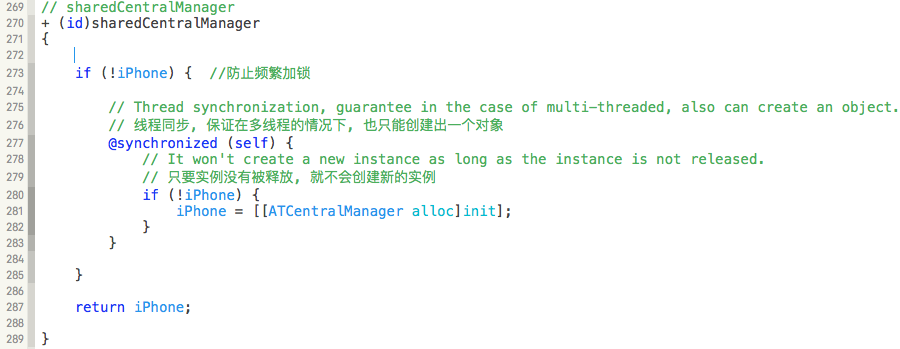 269 // sharedCentralManager
270 + (id)sharedCentralManager
271 {
272
273 if (!iPhone) { //防止频繁加锁
274
275 // Thread synchronization, guarantee in the case of multi-threaded, also can create an object.
276 // 线程同步, 保证在多线程的情况下, 也只能创建出一个对象
277 @synchronized (self) {
278 // It won't create a new instance as long as the instance is not released.
279 // 只要实例没有被释放, 就不会创建新的实例
280 if (!iPhone) {
281 iPhone = [[ATCentralManager alloc]init];
282 }
283 }
284
285 }
286
287 return iPhone;
288
289 }